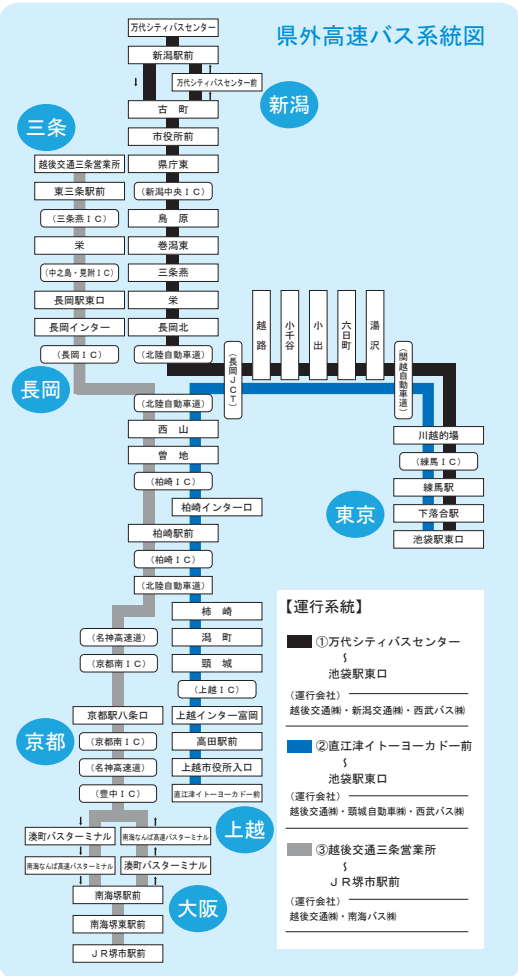 県外高速バス系統図
万代シティバスセンター
新潟駅前
↓
万代シティバスセンター前
↑
新潟
古町
市役所前
県庁東
（新潟中央ＩＣ）
鳥原
巻潟東
三条燕
栄
長岡北
（北陸自動車道）
三条
越後交通三条営業所
東三条駅前
（三条燕ＩＣ）
栄
（中之島・見附ＩＣ）
長岡駅東口
長岡インター
（長岡ＩＣ）
長岡
（長岡ＪＣＴ）
越路
小千谷
小出
六日町
湯沢
（関越自動車道）
川越的場
（練馬ＩＣ）
練馬駅
下落合駅
池袋駅東口
東京
（北陸自動車道）
西山
曽地
（柏崎ＩＣ）
柏崎インター口
柏崎駅前
（柏崎ＩＣ）
（北陸自動車道）
柿崎
潟町
頸城
（上越ＩＣ）
上越インター富岡
高田駅前
上越市役所入口
直江津イトーヨーカドー前
上越
（名神高速道）
（京都南ＩＣ）
京都駅八条口
京都
（京都南ＩＣ）
（名神高速道）
（豊中ＩＣ）
↓
↑
湊町バスターミナル
南海なんば高速バスターミナル
↓
↑
南海なんば高速バスターミナル
湊町バスターミナル
↓
↑
南海堺駅前
大阪
南海堺東駅前
ＪＲ堺市駅前
【運行系統】
①万代シティバスセンター
～
池袋駅東口
（運行会社）
越後交通㈱・新潟交通㈱・西武バス㈱
②直江津イトーヨーカドー前
～
池袋駅東口
（運行会社）
越後交通㈱・頸城自動車㈱・西武バス㈱
③越後交通三条営業所
～
ＪＲ堺市駅前
（運行会社）
越後交通㈱・南海バス㈱